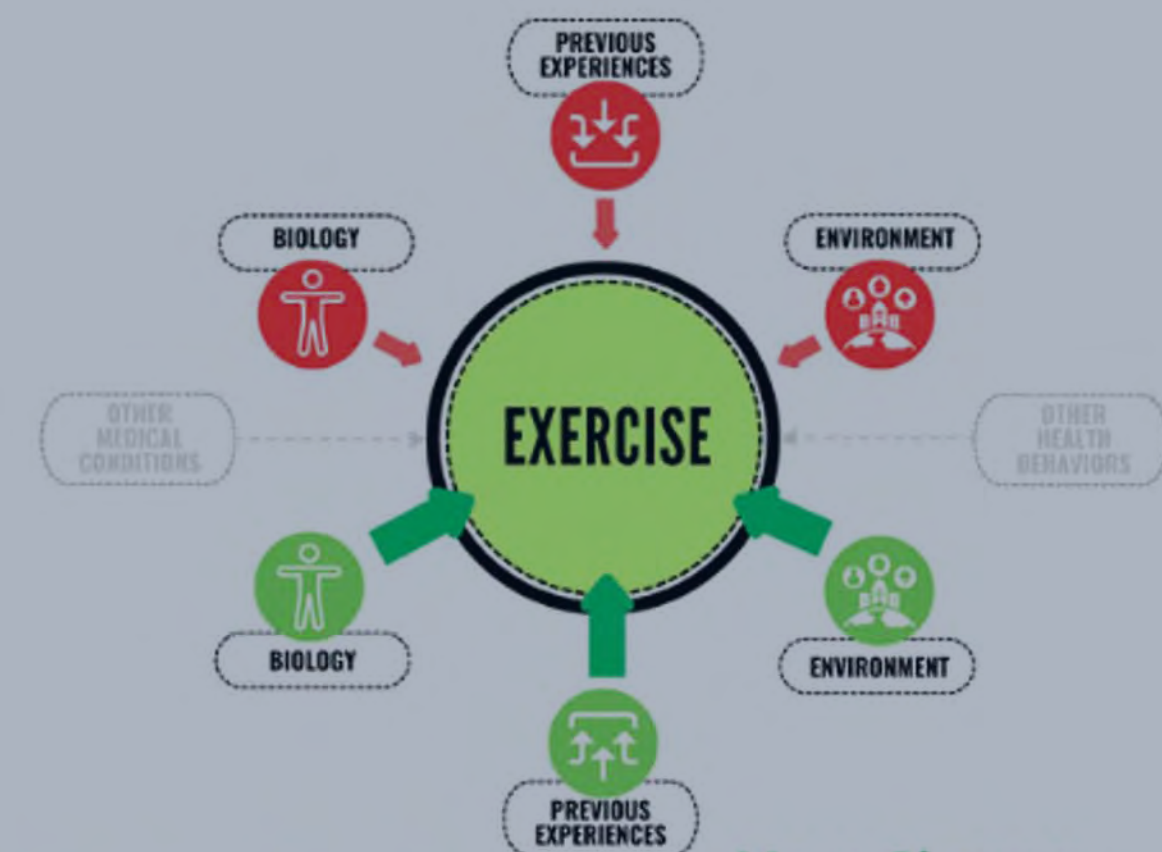 PREVIOUS
EXPERIENCES
BIOLOGY
ENVIRONMENT
OTHER
MEDICAL
CONDITIONS
EXERCISE
OTHER
HEALTH
BEHAVIORS
BIOLOGY
ENVIRONMENT
PREVIOUS
EXPERIENCES